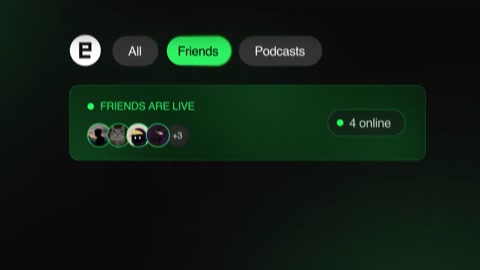 e
All
Friends
Podcasts
FRIENDS ARE LIVE
+3
4 online